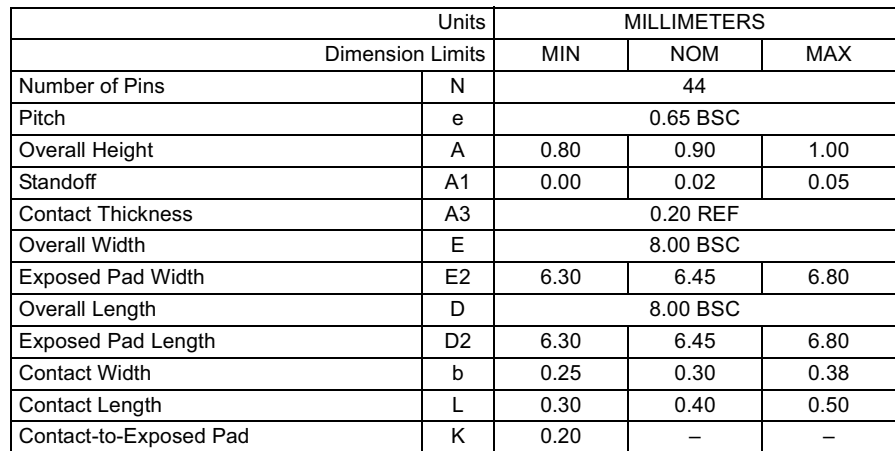 Units MILLIMETERS
Dimension Limits MIN NOM MAX
Number of Pins N 44
Pitch e 0.65 BSC
Overall Height A 0.80 0.90 1.00
Standoff A1 0.00 0.02 0.05
Contact Thickness A3 0.20 REF
Overall Width E 8.00 BSC
Exposed Pad Width E2 6.30 6.45 6.80
Overall Length D 8.00 BSC
Exposed Pad Length D2 6.30 6.45 6.80
Contact Width b 0.25 0.30 0.38
Contact Length L 0.30 0.40 0.50
Contact-to-Exposed Pad K 0.20 – –